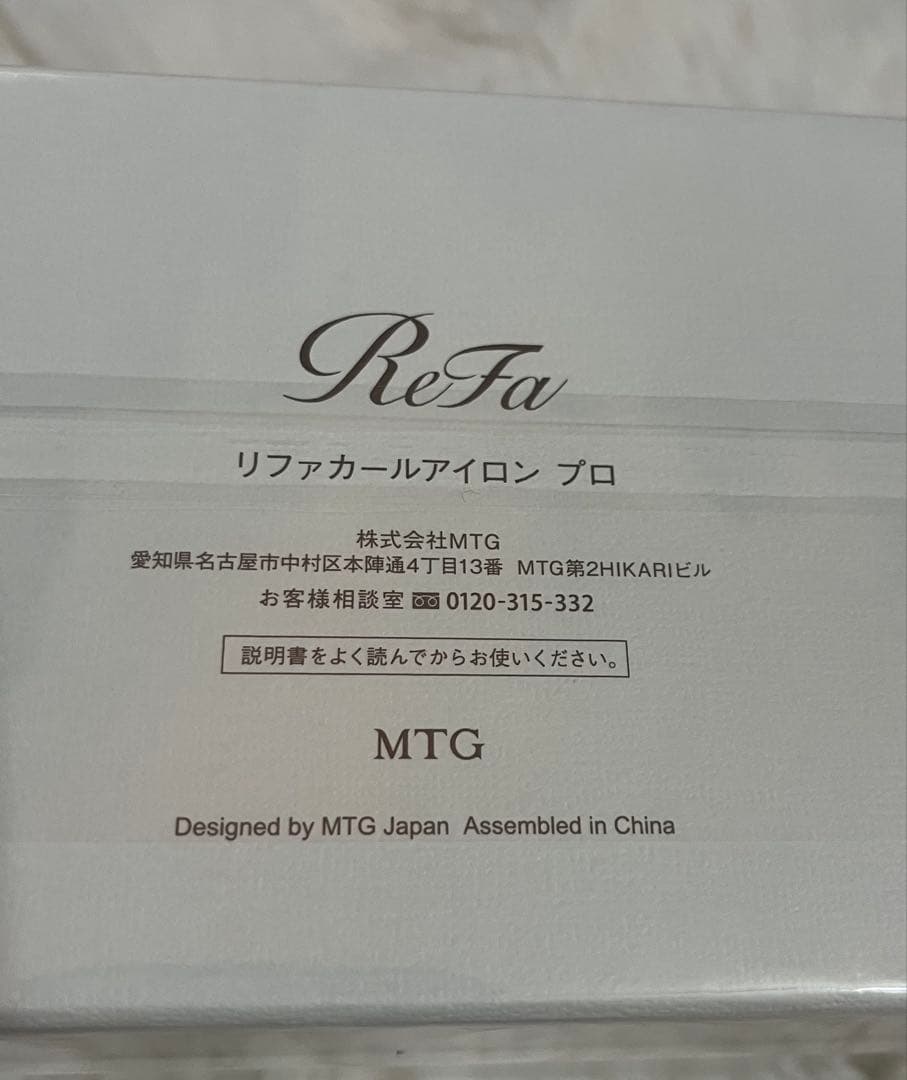 ReFa
リファカールアイロン プロ
株式会社MTG
愛知県名古屋市中村区本陣通4丁目13番 MTG第2HIKARIビル
お客様相談室 0120-315-332
説明書をよく読んでからお使いください。
MTG
Designed by MTG Japan Assembled in China